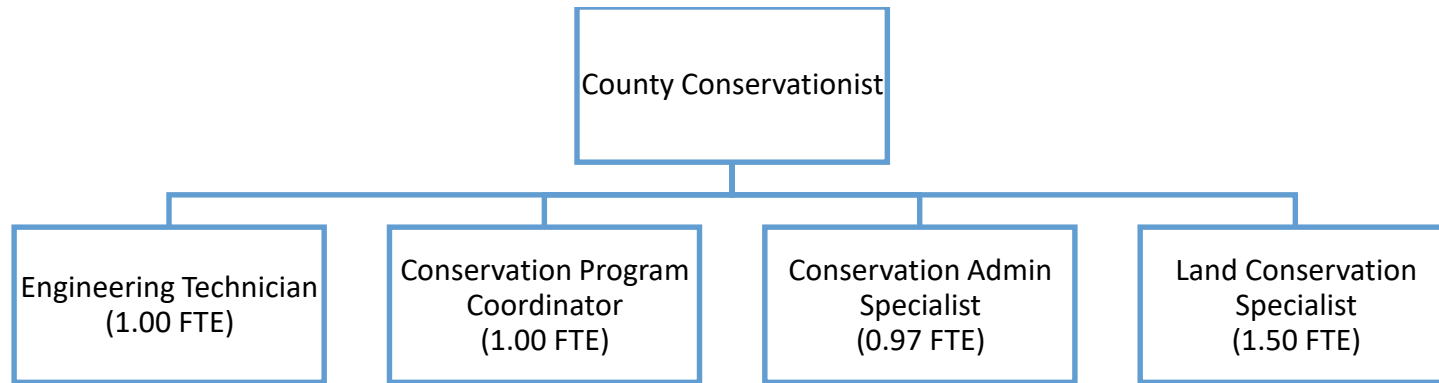 County Conservationist
Engineering Technician
(1.00 FTE)
Conservation Program
Coordinator
(1.00 FTE)
Conservation Admin
Specialist
(0.97 FTE)
Land Conservation
Specialist
(1.50 FTE)